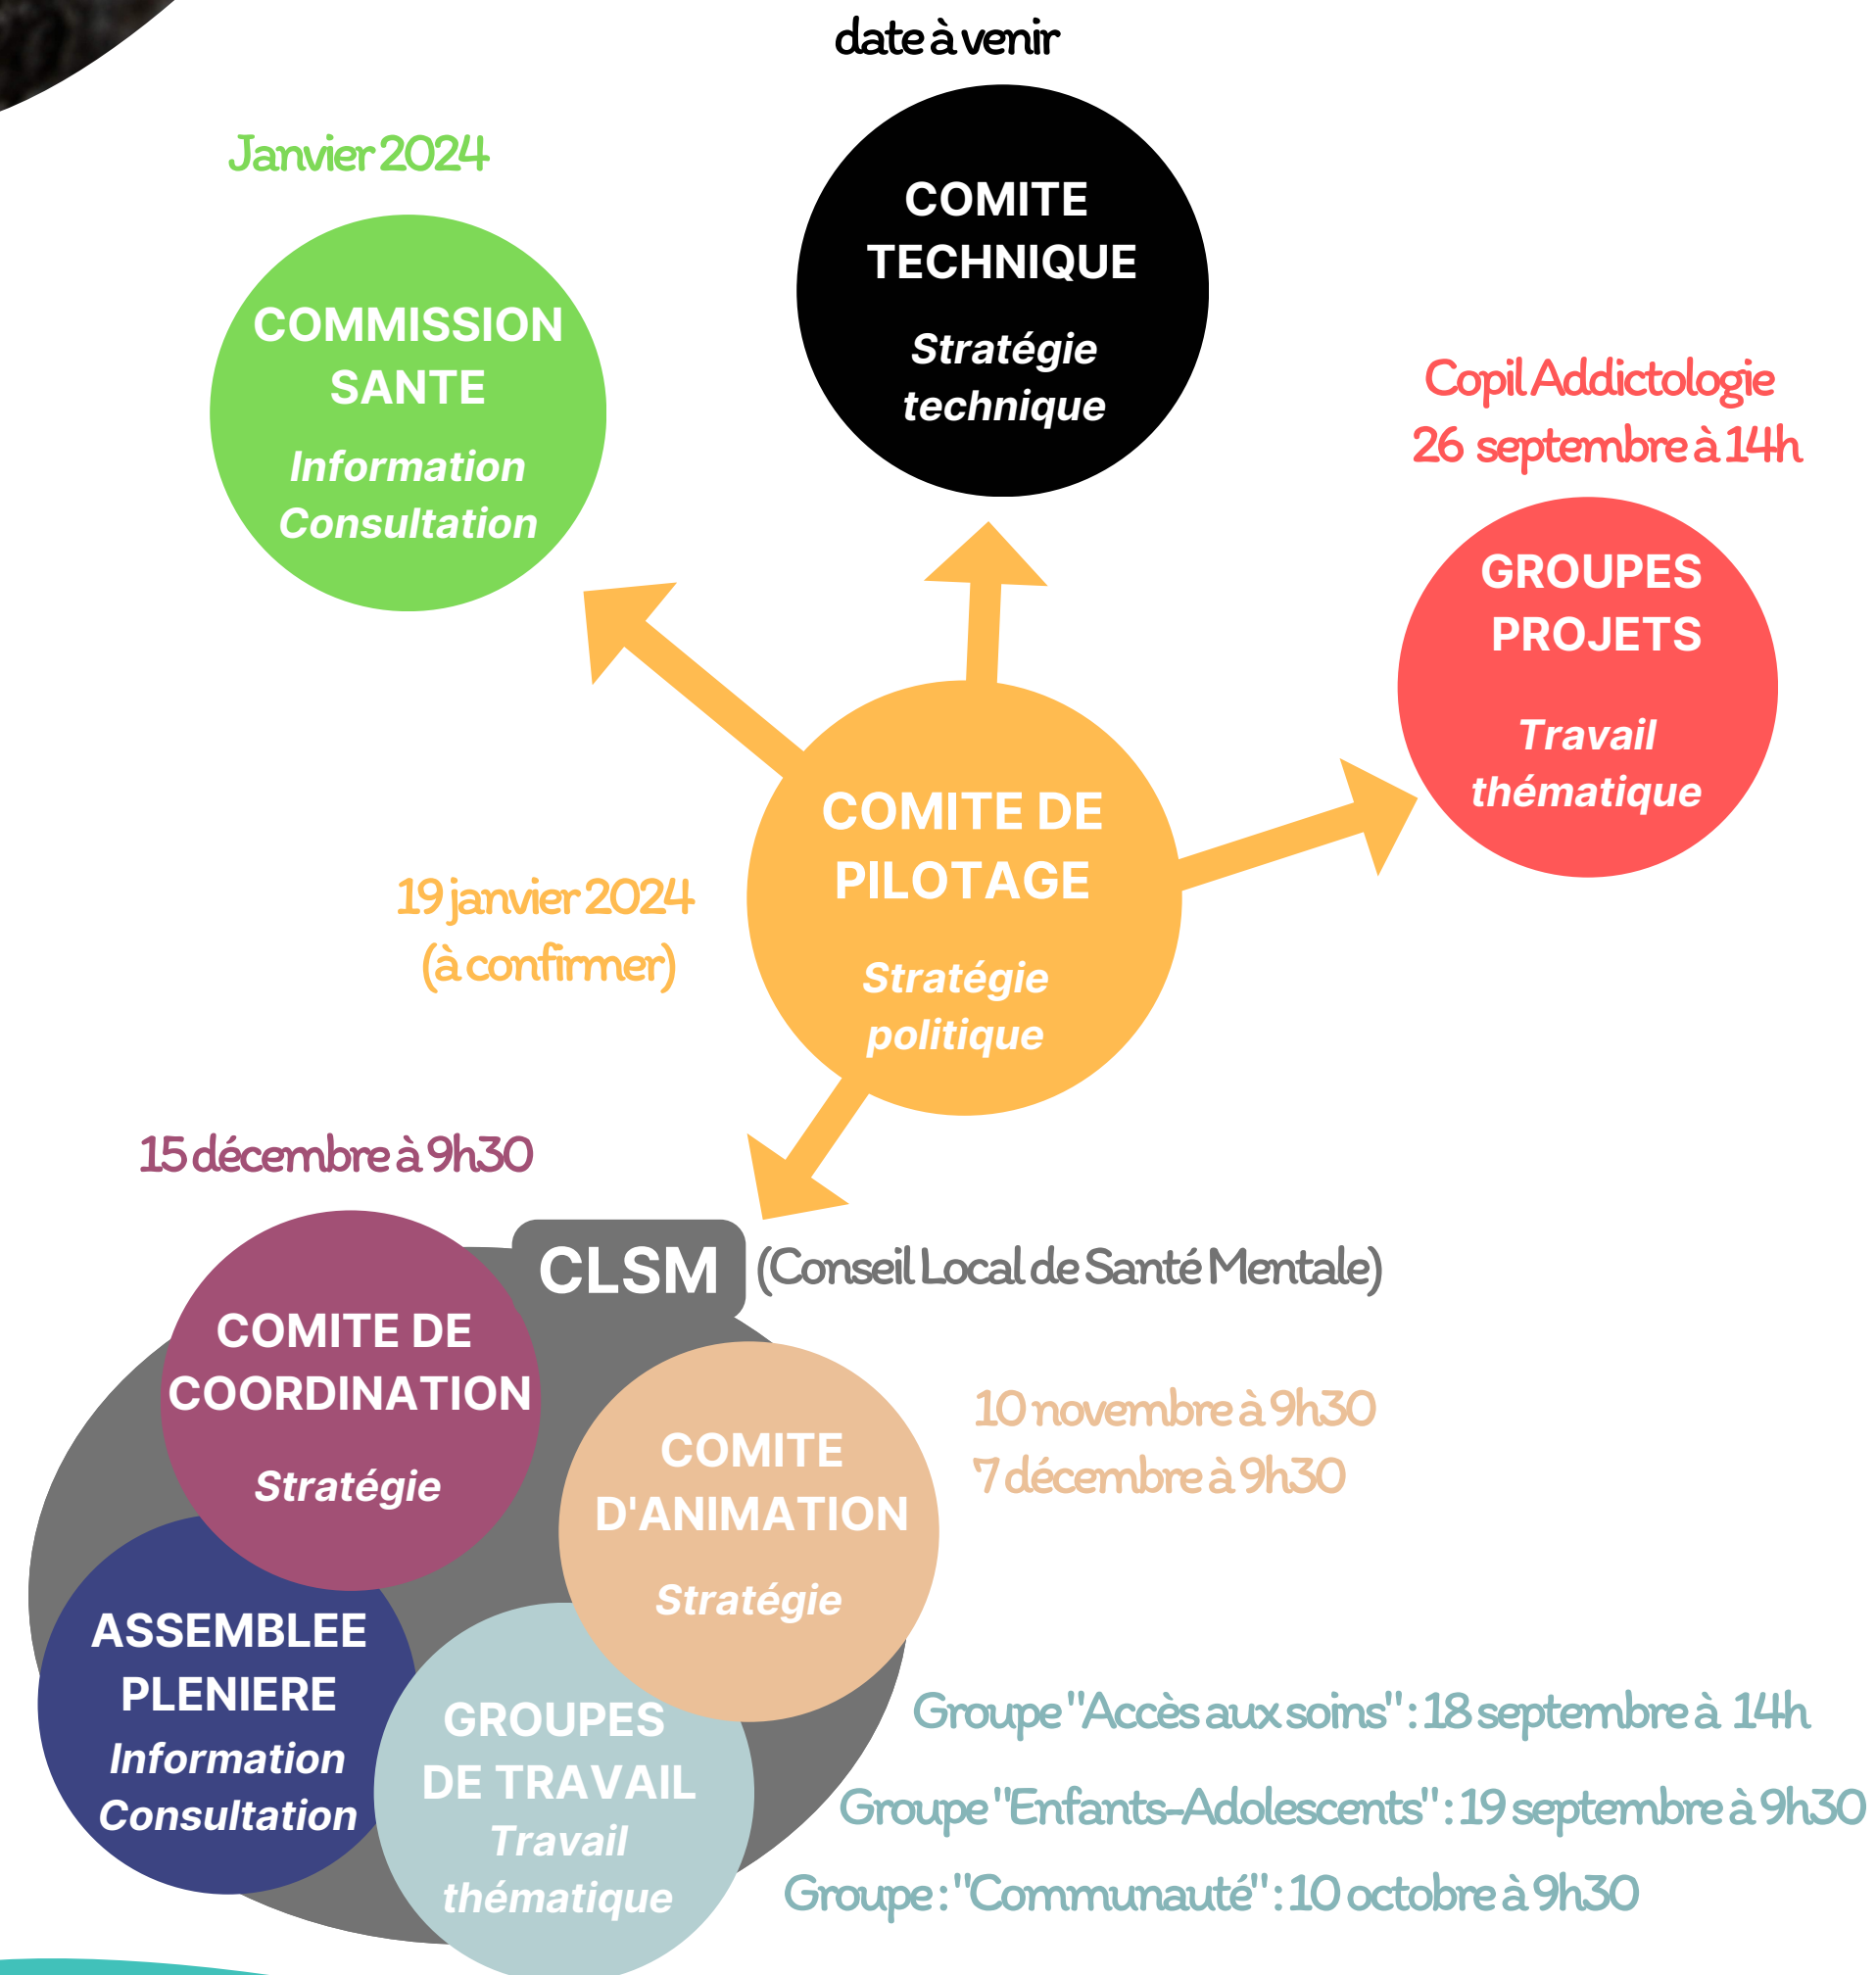 date à venir
COMITE
TECHNIQUE
Stratégie
technique
Janvier 2024
COMMISSION
SANTE
Information
Consultation
Copil Addictologie
26 septembre à 14h
GROUPES
PROJETS
Travail
thématique
COMITE DE
PILOTAGE
Stratégie
politique
19 janvier 2024
(à confirmer)
15 décembre à 9h30
CLSM (Conseil Local de Santé Mentale)
COMITE DE
COORDINATION
Stratégie
COMITE
D'ANIMATION
Stratégie
10 novembre à 9h30
7 décembre à 9h30
ASSEMBLEE
PLENIERE
Information
Consultation
GROUPES
DE TRAVAIL
Travail
thématique
Groupe "Accès aux soins" : 18 septembre à 14h
Groupe "Enfants-Adolescents" : 19 septembre à 9h30
Groupe : "Communauté" : 10 octobre à 9h30